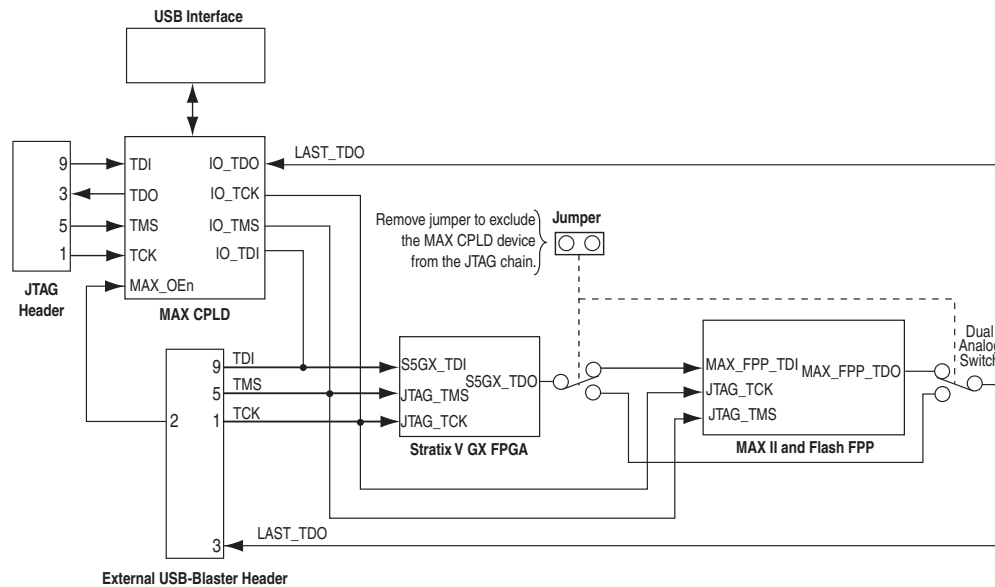 USB Interface
9
3
5
1
JTAG
Header
TDI
TDO
TMS
TCK
MAX_OEn
IO_TDO
IO_TCK
IO_TMS
IO_TDI
MAX CPLD
LAST_TDO
Remove jumper to exclude
the MAX CPLD device
from the JTAG chain.
Jumper
9
5
1
2
3
TDI
TMS
TCK
LAST_TDO
External USB-Blaster Header
S5GX_TDI
S5GX_TDO
JTAG_TMS
JTAG_TCK
Stratix V GX FPGA
MAX_FPP_TDI
MAX_FPP_TDO
JTAG_TCK
JTAG_TMS
MAX II and Flash FPP
Dual
Analog
Switch